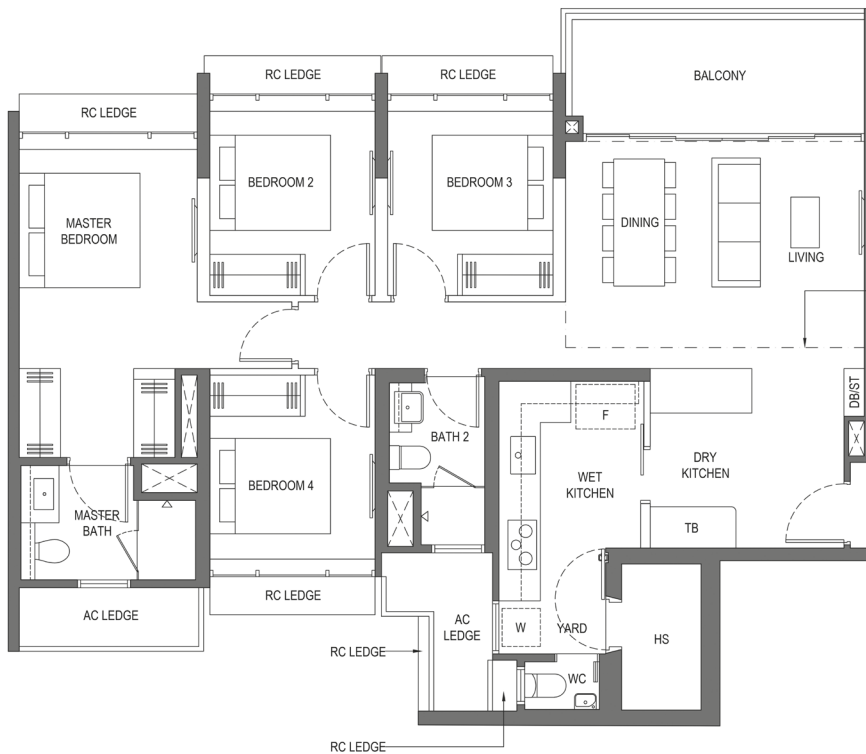 RC LEDGE
RC LEDGE
BALCONY
RC LEDGE
BEDROOM 2
BEDROOM 3
MASTER
BEDROOM
DINING
LIVING
DB/ST
F
BATH 2
WET
KITCHEN
DRY
KITCHEN
BEDROOM 4
MASTER
BATH
TB
RC LEDGE
AC LEDGE
AC
LEDGE
W
YARD
HS
RC LEDGE
WC
RC LEDGE